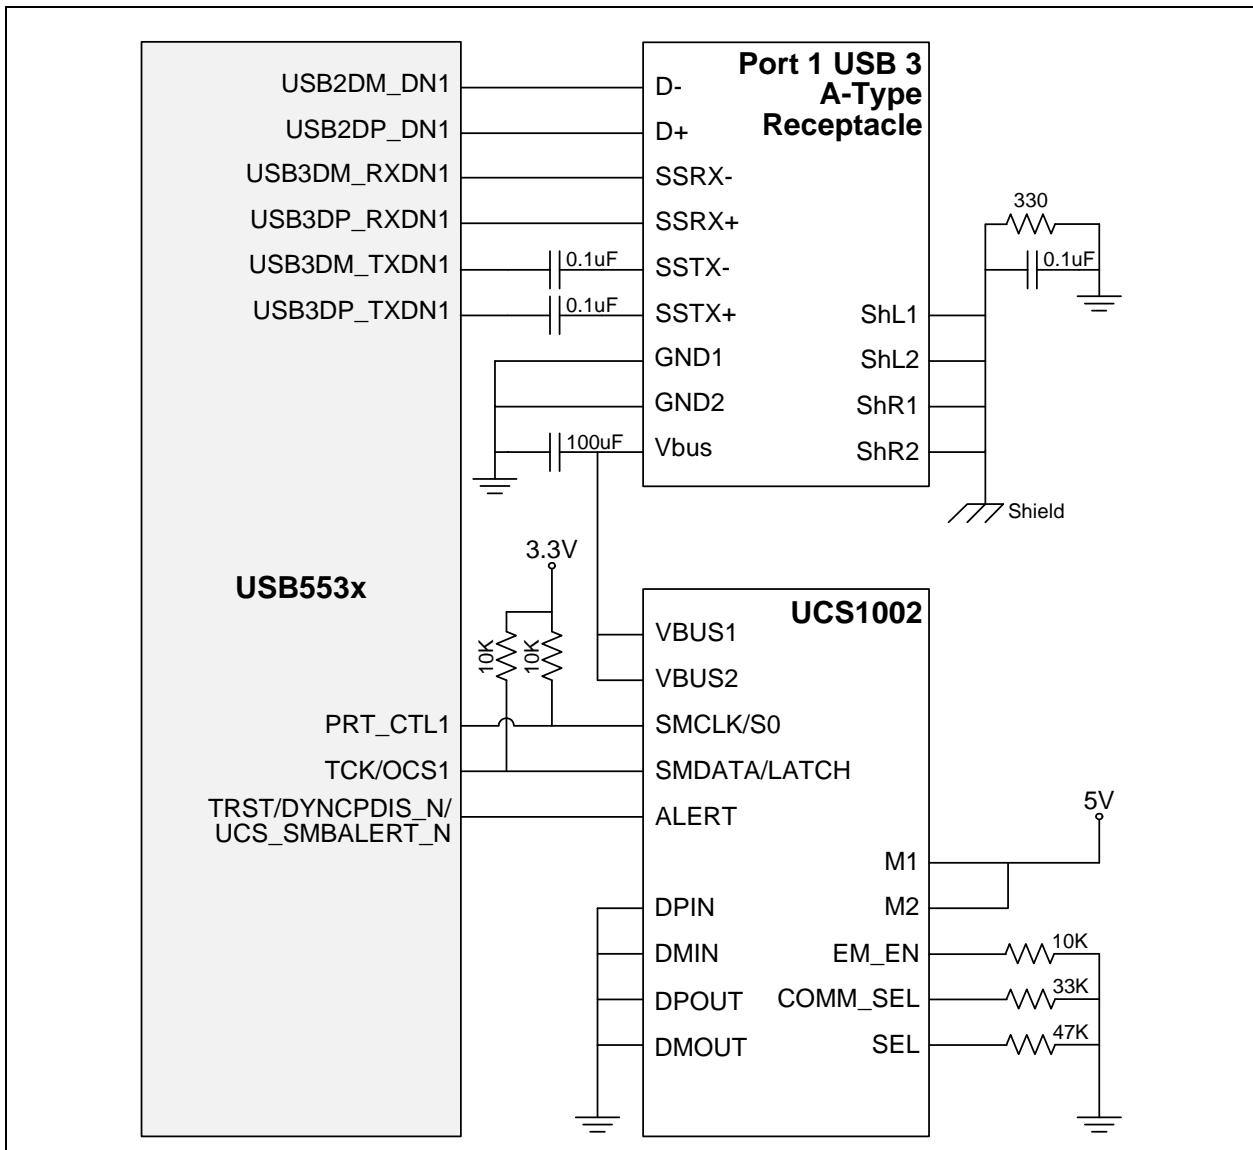 USB553x
USB2DM_DN1
USB2DP_DN1
USB3DM_RXDN1
USB3DP_RXDN1
USB3DM_TXDN1
USB3DP_TXDN1
PRT_CTL1
TCK/OCS1
TRST/DYNCPDIS_N/
UCS_SMBALERT_N
0.1uF
0.1uF
100uF
3.3V
10K
10K
Port 1 USB 3
A-Type
Receptacle
D-
D+
SSRX-
SSRX+
SSTX-
SSTX+
GND1
GND2
Vbus
ShL1
ShL2
ShR1
ShR2
330
0.1uF
Shield
UCS1002
VBUS1
VBUS2
SMCLK/S0
SMDATA/LATCH
ALERT
DPIN
DMIN
DPOUT
DMOUT
M1
M2
EM_EN
COMM_SEL
SEL
5V
10K
33K
47K